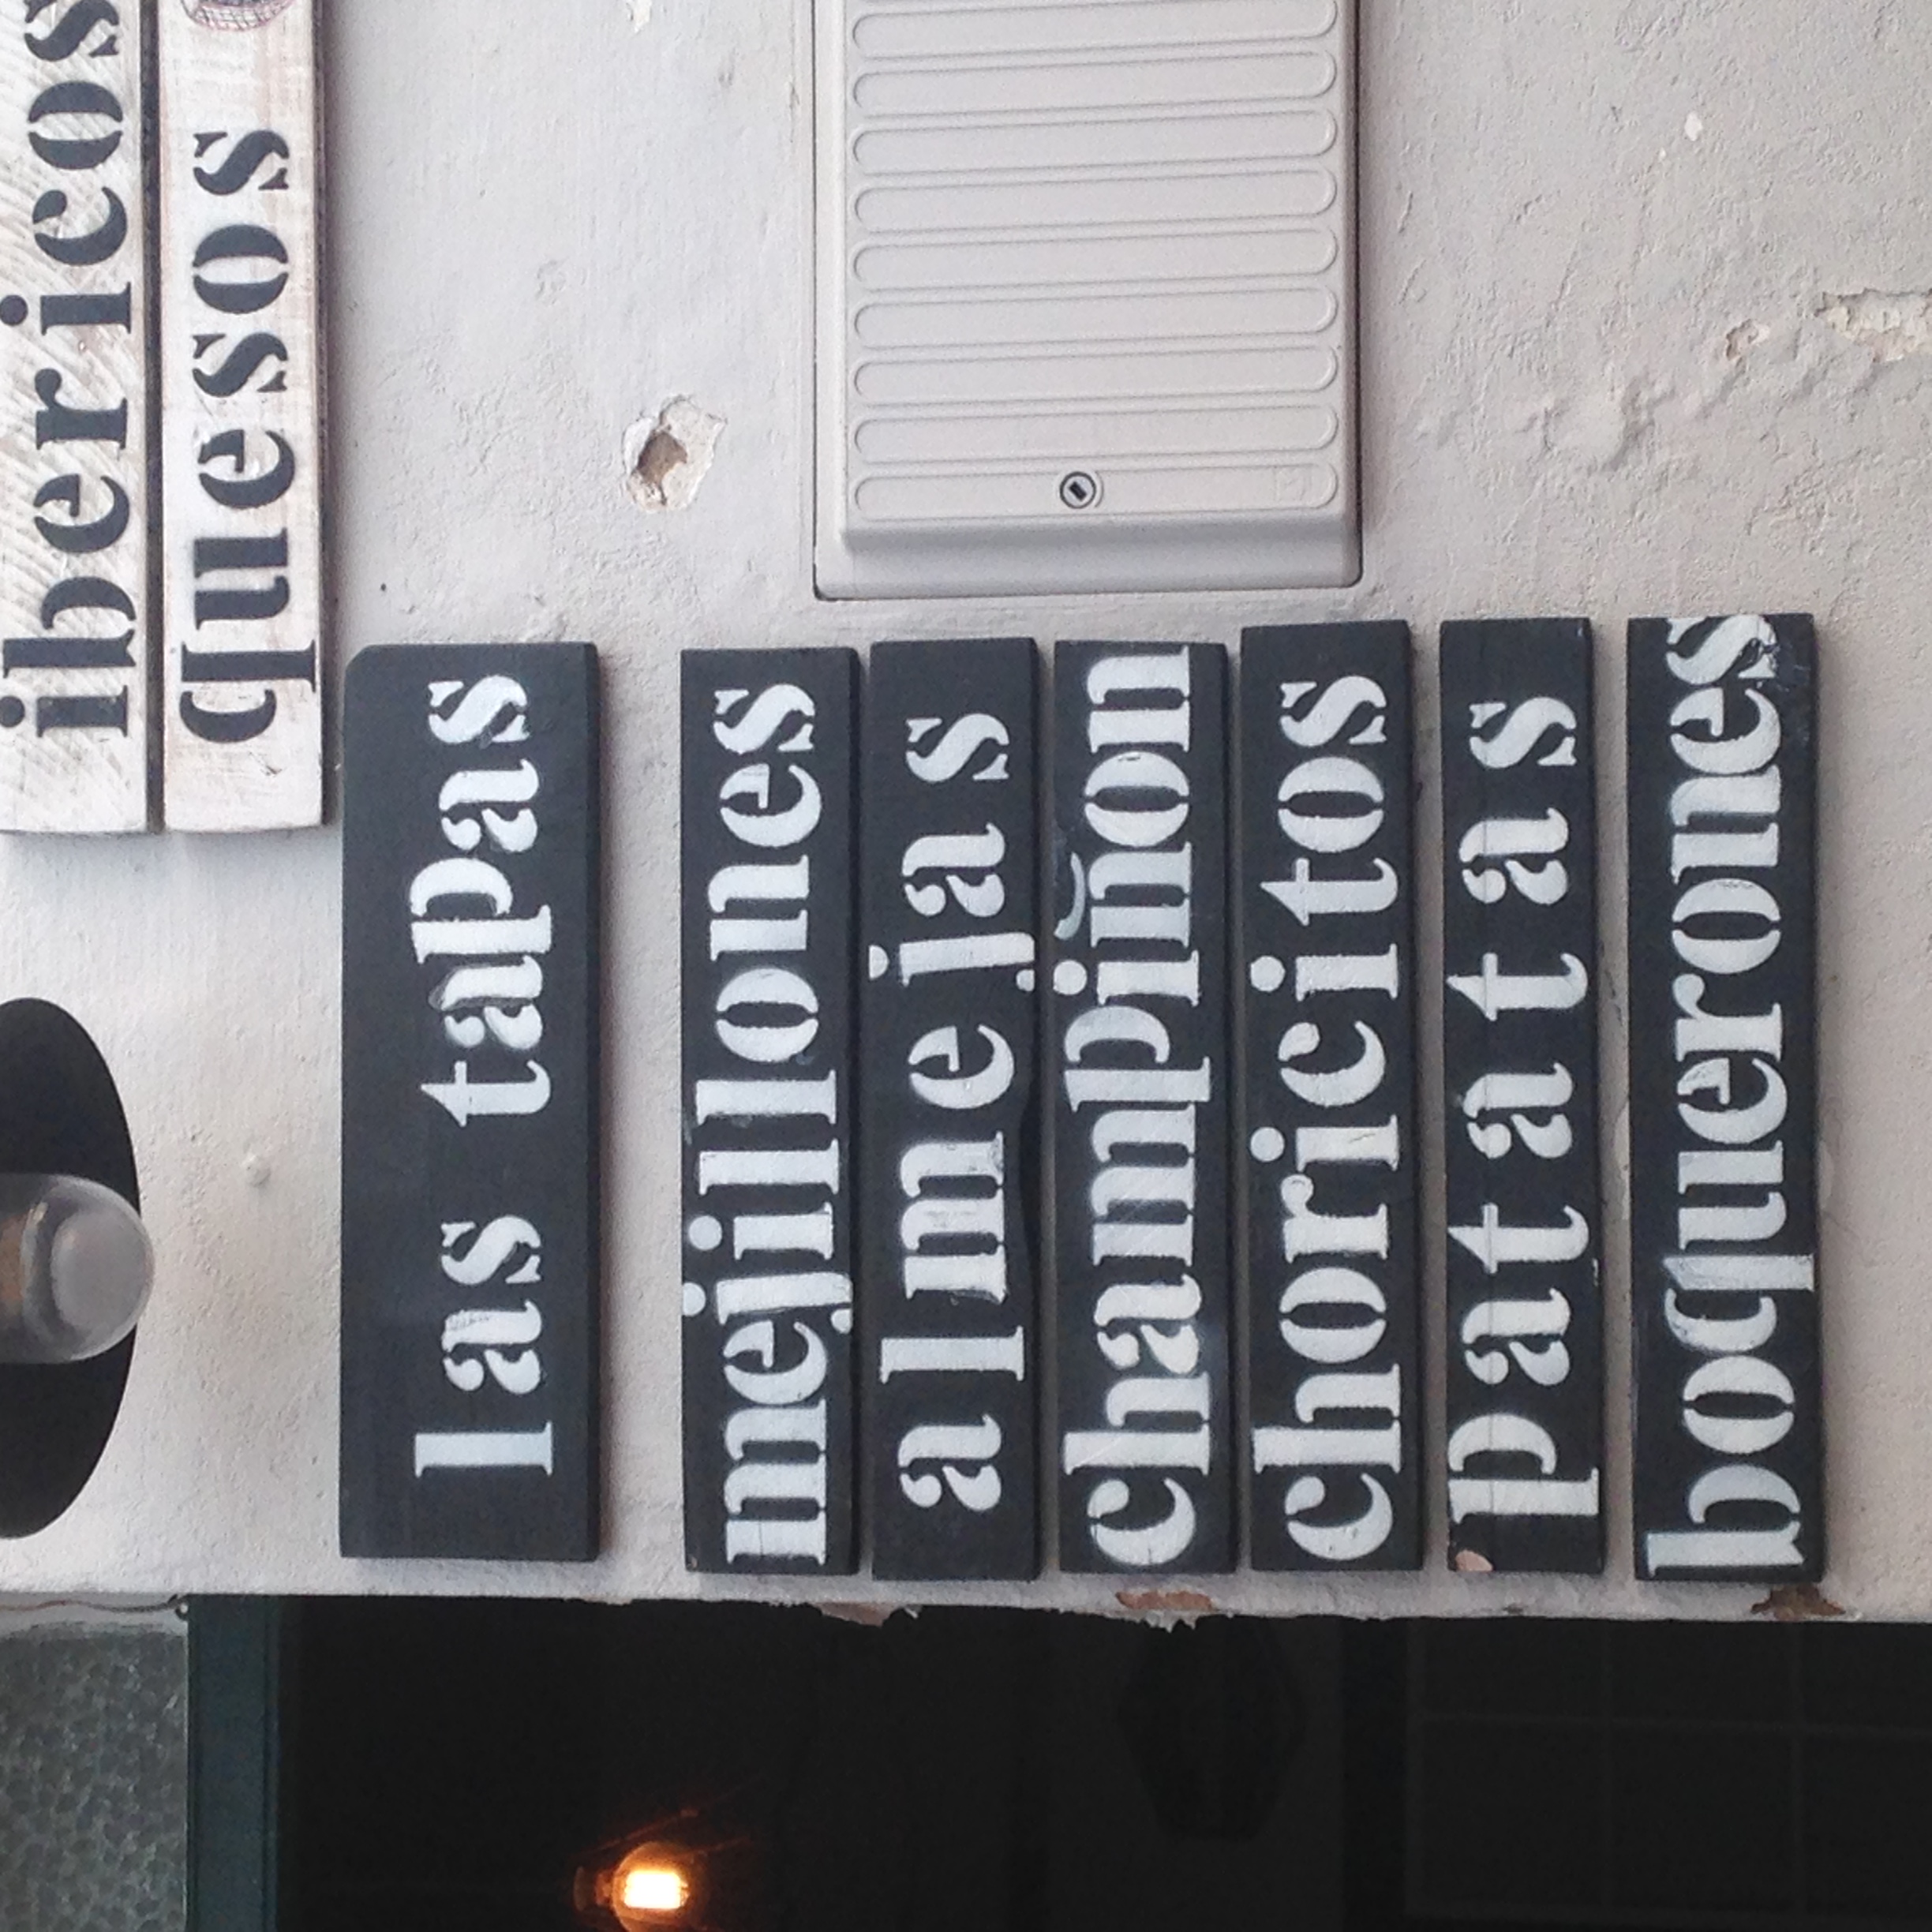 ibericos
quesos
las tapas
mejillones
almejas
champiñon
choricitos
patatas
boquerones